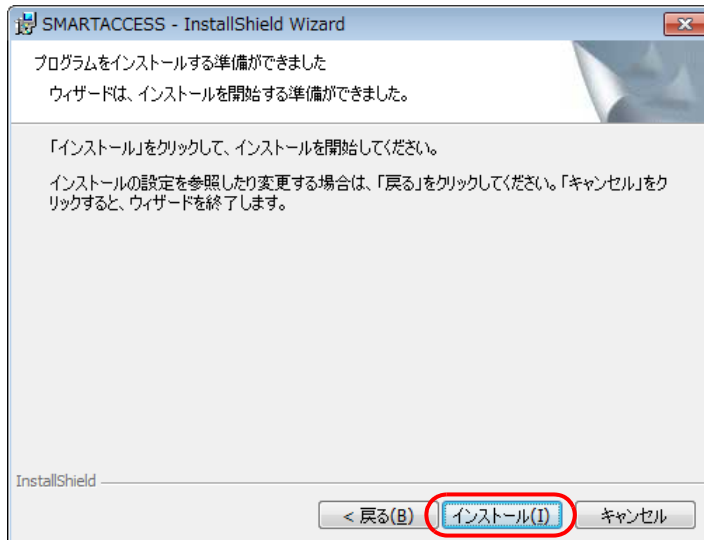 SMARTACCESS - InstallShield Wizard
プログラムをインストールする準備ができました
ウィザードは、インストールを開始する準備ができました。
「インストール」をクリックして、インストールを開始してください。
インストールの設定を参照したり変更する場合は、「戻る」をクリックしてください。「キャンセル」をク
リックすると、ウィザードを終了します。
InstallShield
< 戻る(B)
インストール(I)
キャンセル